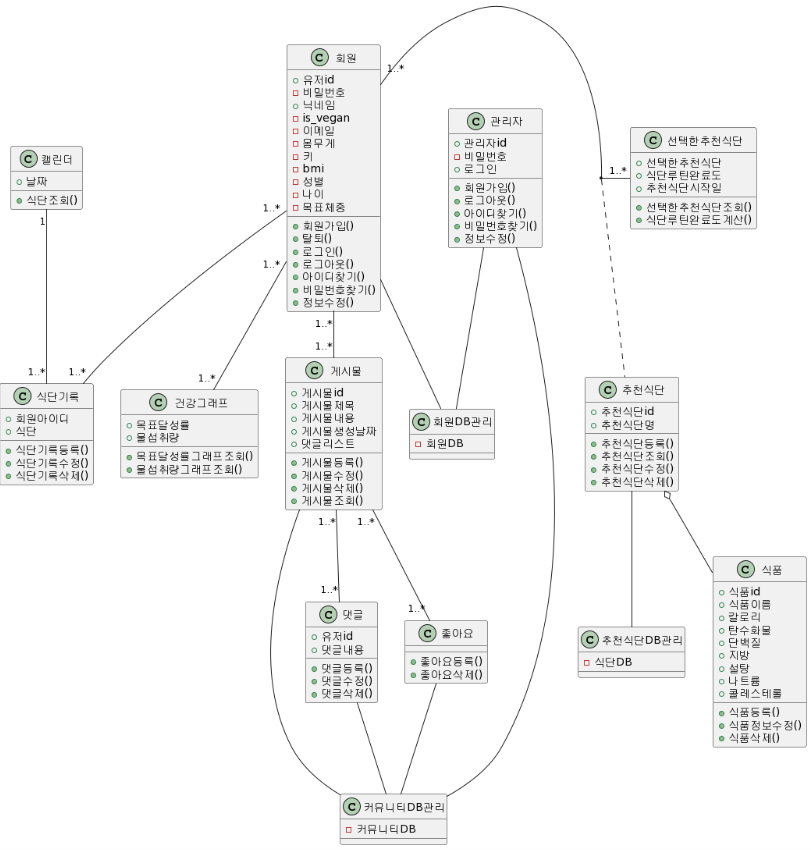 C 회원
유저id
비밀번호
닉네임
is_vegan
이메일
몸무게
키
bmi
성별
나이
목표체중
회원가입()
탈퇴()
로그인()
로그아웃()
아이디찾기()
비밀번호찾기()
정보수정()
1..*
1..*
1..*
1..*
C 관리자
관리자id
비밀번호
로그인
회원가입()
로그아웃()
아이디찾기()
비밀번호찾기()
정보수정()
1..*
C 선택한추천식단
선택한추천식단
식단루틴완료도
추천식단시작일
선택한추천식단조회()
식단루틴완료도계산()
C 캘린더
날짜
식단조회()
1
1..*
1..*
C 식단기록
회원아이디
식단
식단기록등록()
식단기록수정()
식단기록삭제()
1..*
C 건강그래프
목표달성률
물섭취량
목표달성률그래프조회()
물섭취량그래프조회()
1..*
C 게시물
게시물id
게시물제목
게시물내용
게시물생성날짜
댓글리스트
게시물등록()
게시물수정()
게시물삭제()
게시물조회()
1..*
1..*
C 회원DB관리
회원DB
C 추천식단
추천식단id
추천식단명
추천식단등록()
추천식단조회()
추천식단수정()
추천식단삭제()
1..*
C 댓글
유저id
댓글내용
댓글등록()
댓글수정()
댓글삭제()
1..*
C 좋아요
좋아요등록()
좋아요삭제()
C 추천식단DB관리
식단DB
C 식품
식품id
식품이름
칼로리
탄수화물
단백질
지방
설탕
나트륨
콜레스테롤
식품등록()
식품정보수정()
식품삭제()
C 커뮤니티DB관리
커뮤니티DB